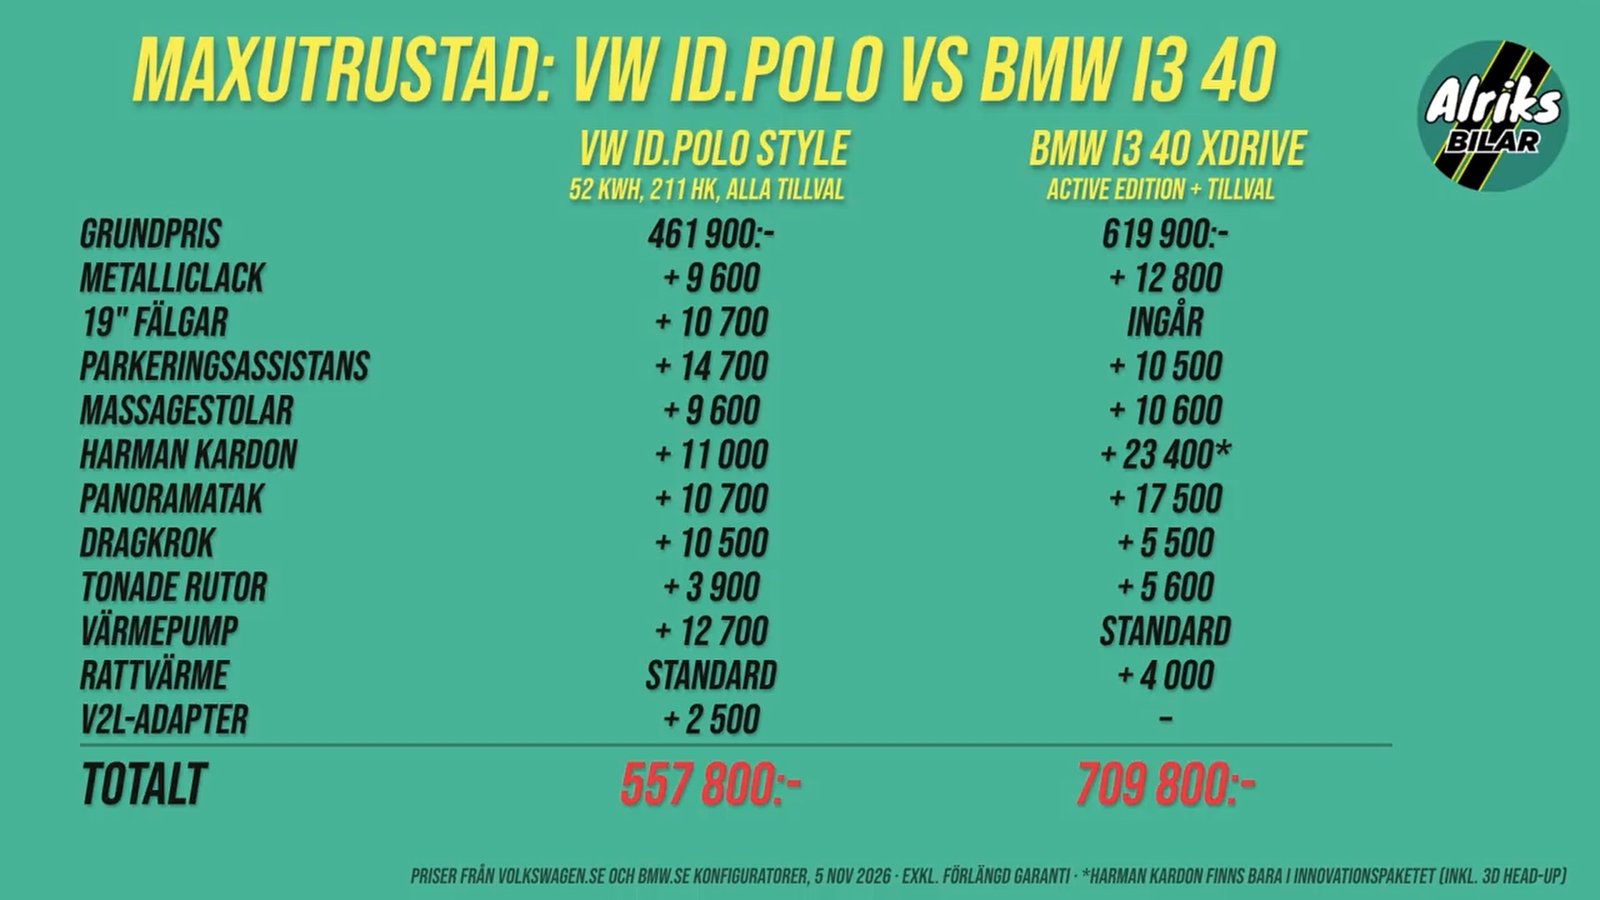 MAXUTRUSTAD: VW ID.POLO VS BMW I3 40
Alriks
BILAR
VW ID.POLO STYLE BMW I3 40 XDRIVE
52 KWH, 211 HK, ALLA TILLVAL ACTIVE EDITION + TILLVAL
GRUNDPRIS 461 900:- 619 900:-
METALLICLACK + 9 600 + 12 800
19" FÄLGAR + 10 700 INGÅR
PARKERINGSASSISTANS + 14 700 + 10 500
MASSAGESTOLAR + 9 600 + 10 600
HARMAN KARDON + 11 000 + 23 400*
PANORAMATAK + 10 700 + 17 500
DRAGKROK + 10 500 + 5 500
TONADE RUTOR + 3 900 + 5 600
VÄRMEPUMP + 12 700 STANDARD
RATTVÄRME STANDARD + 4 000
V2L-ADAPTER + 2 500 –
TOTALT 557 800:- 709 800:-
PRISER FRÅN VOLKSWAGEN.SE OCH BMW.SE KONFIGURATORER, 5 NOV 2026 · EXKL. FÖRLÄNGD GARANTI · *HARMAN KARDON FINNS BARA I INNOVATIONSPAKETET (INKL. 3D HEAD-UP)